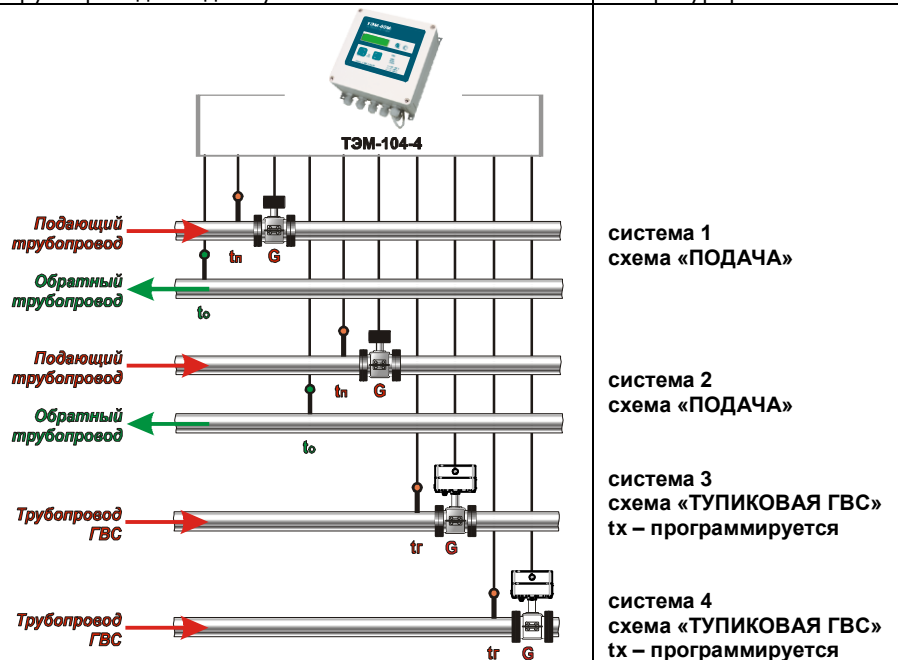 ТЭМ-104-4
Подающий
трубопровод
tп
G
система 1
схема «ПОДАЧА»
Обратный
трубопровод
tо
Подающий
трубопровод
tп
G
система 2
схема «ПОДАЧА»
Обратный
трубопровод
tо
система 3
схема «ТУПИКОВАЯ ГВС»
tx – программируется
Трубопровод
ГВС
tг
G
система 4
схема «ТУПИКОВАЯ ГВС»
tx – программируется
Трубопровод
ГВС
tг
G